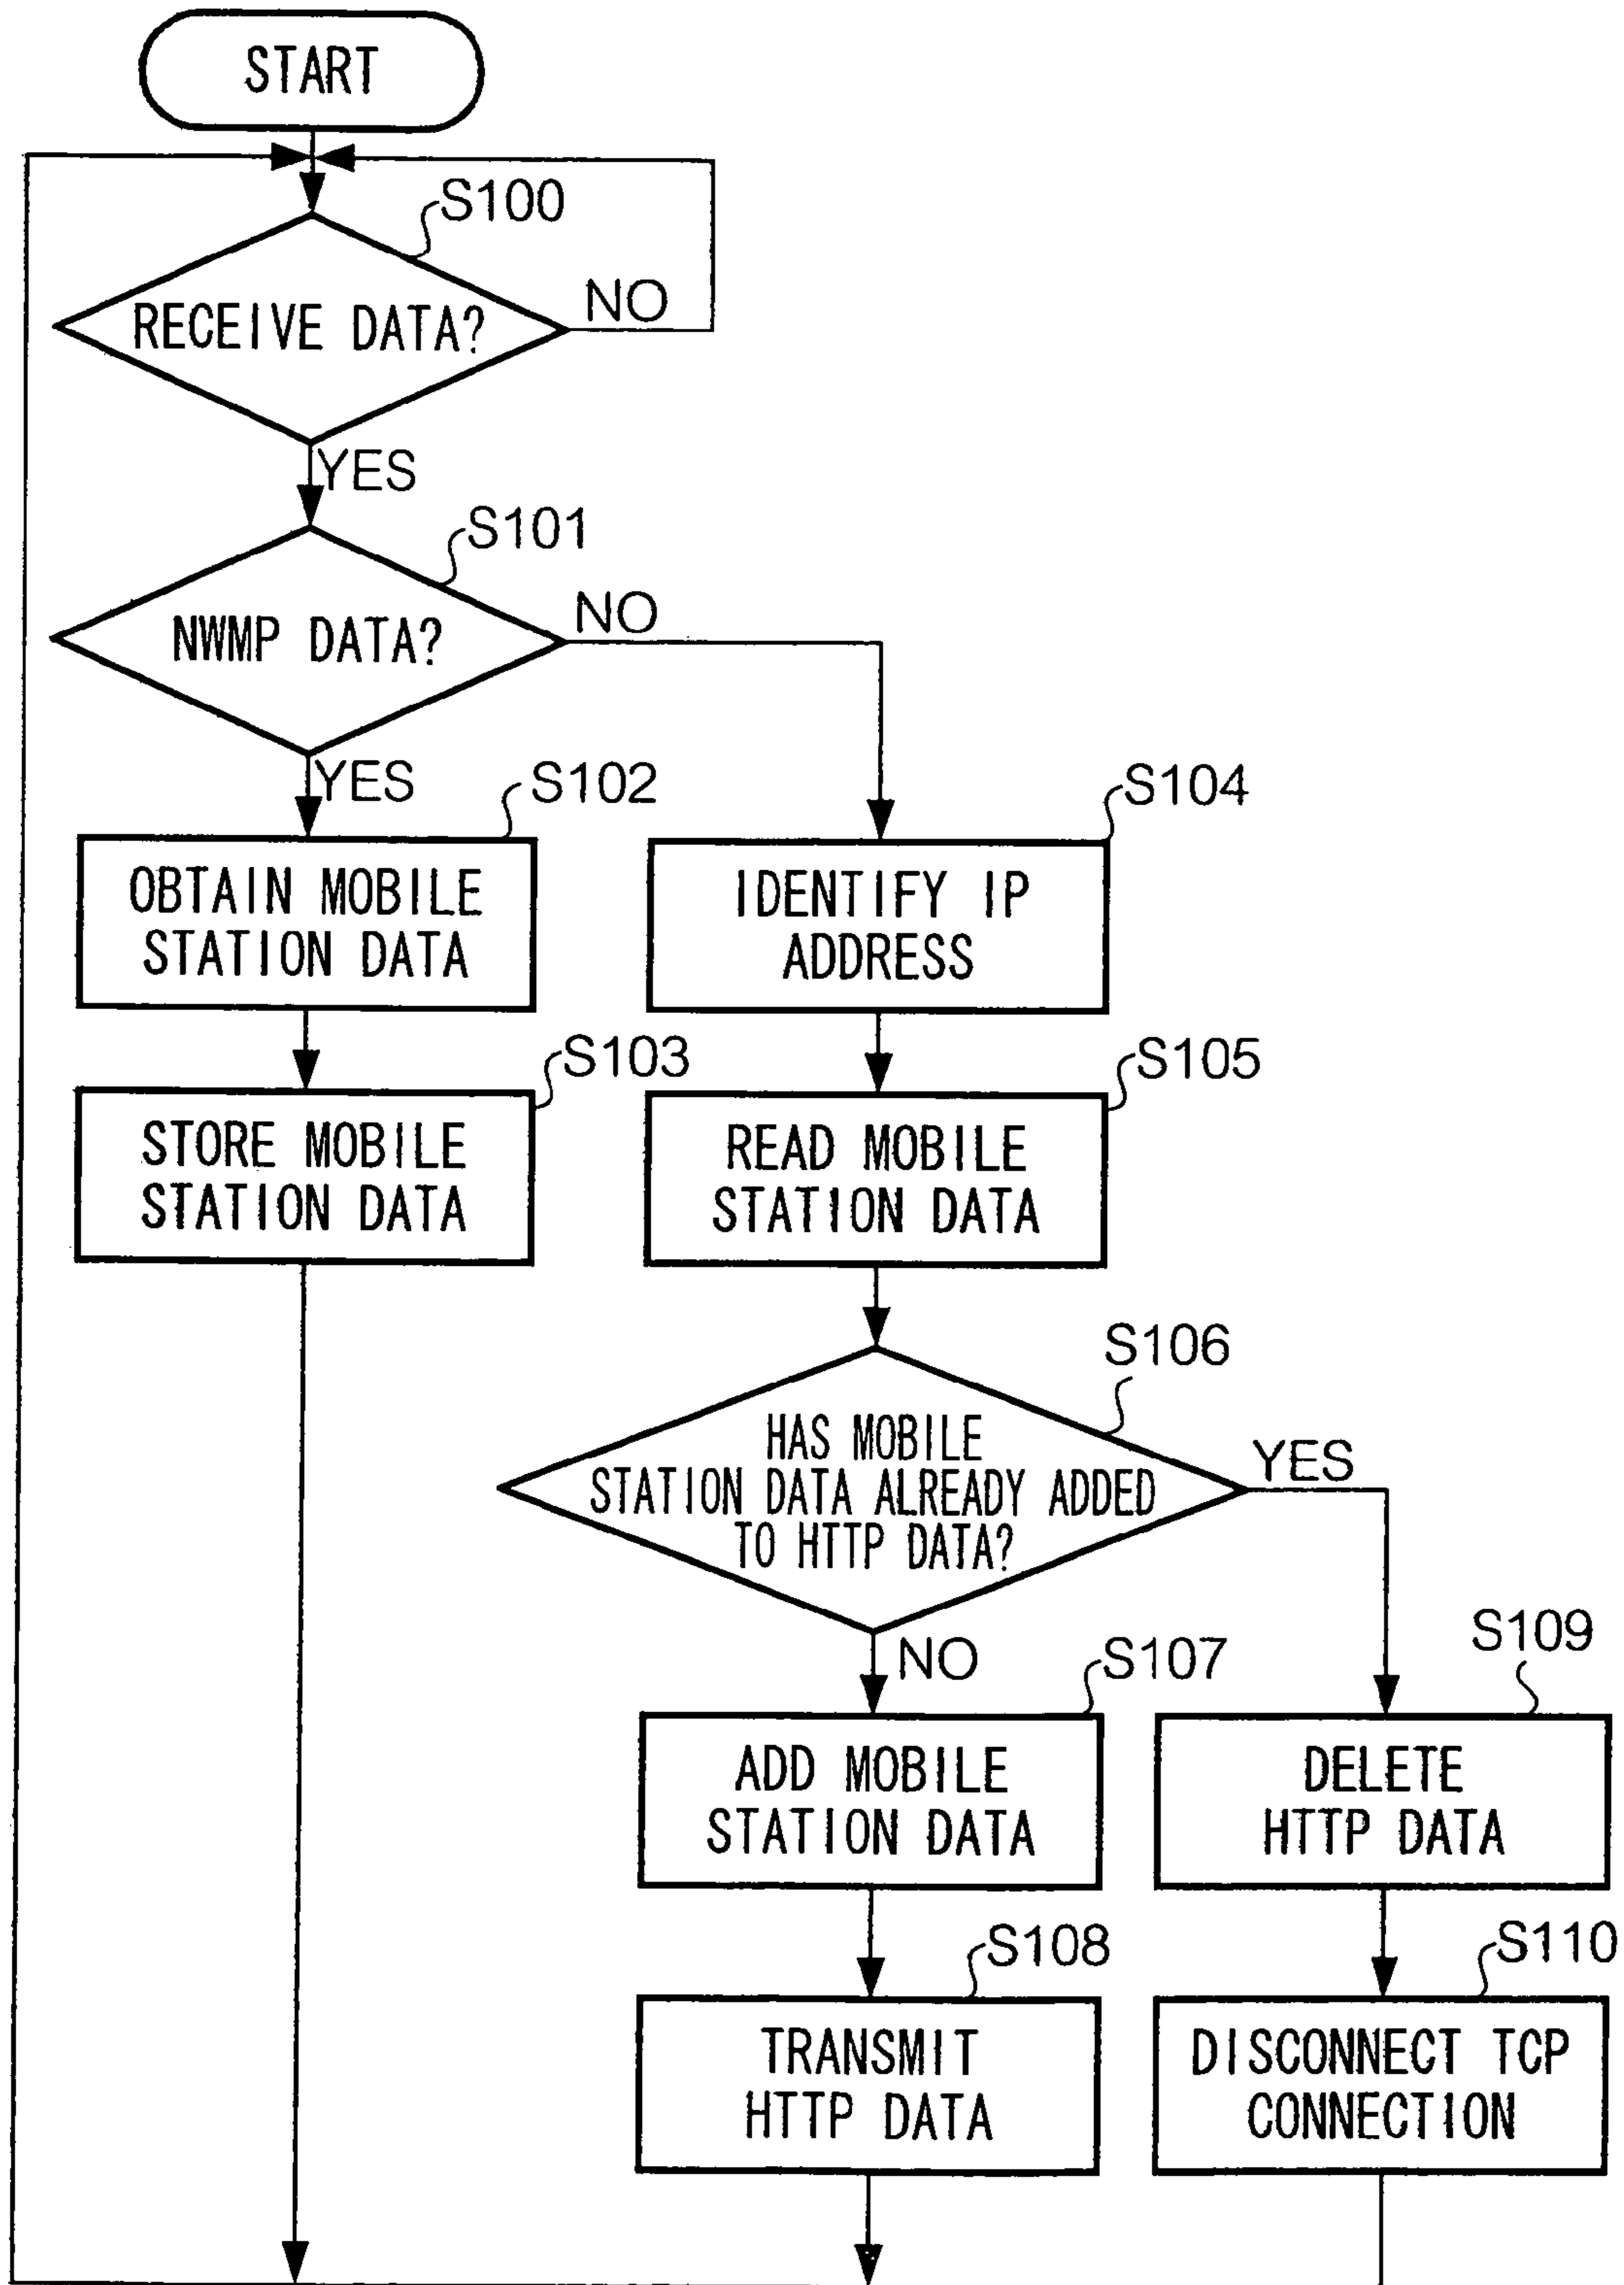 START
S100
RECEIVE DATA?
NO
YES
S101
NWMP DATA?
NO
YES
S102
OBTAIN MOBILE
STATION DATA
S104
IDENTIFY IP
ADDRESS
S103
STORE MOBILE
STATION DATA
S105
READ MOBILE
STATION DATA
S106
HAS MOBILE
STATION DATA ALREADY ADDED
TO HTTP DATA?
YES
NO
S107
ADD MOBILE
STATION DATA
S109
DELETE
HTTP DATA
S108
TRANSMIT
HTTP DATA
S110
DISCONNECT TCP
CONNECTION